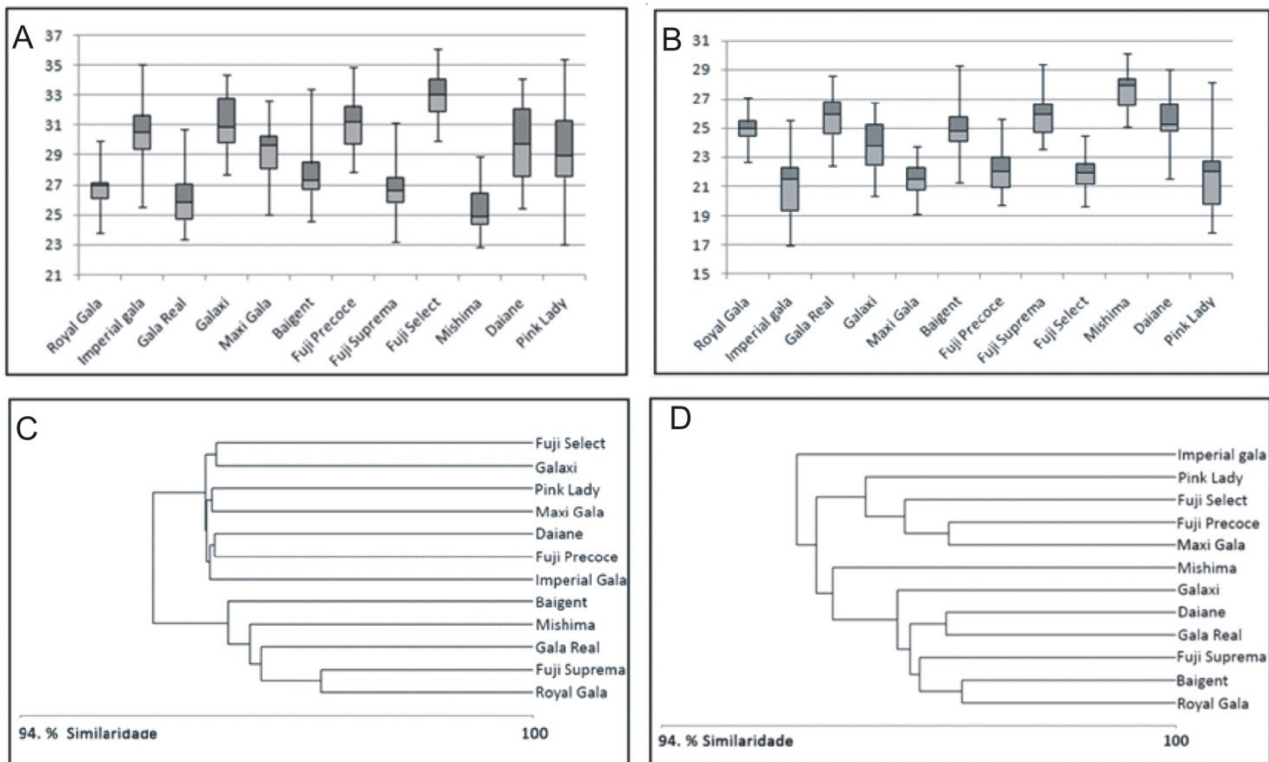 A
37
35
33
31
29
27
25
23
21
Royal Gala
Imperial gala
Gala Real
Galaxi
Maxi Gala
Baigent
Fuji Precoce
Fuji Suprema
Fuji Select
Mishima
Daiane
Pink Lady
B
31
29
27
25
23
21
19
17
15
Royal Gala
Imperial gala
Gala Real
Galaxi
Maxi Gala
Baigent
Fuji Precoce
Fuji Suprema
Fuji Select
Mishima
Daiane
Pink Lady
C
Fuji Select
Galaxi
Pink Lady
Maxi Gala
Daiane
Fuji Precoce
Imperial Gala
Baigent
Mishima
Gala Real
Fuji Suprema
Royal Gala
94. % Similaridade 100
D
Imperial gala
Pink Lady
Fuji Select
Fuji Precoce
Maxi Gala
Mishima
Galaxi
Daiane
Gala Real
Fuji Suprema
Baigent
Royal Gala
94. % Similaridade 100